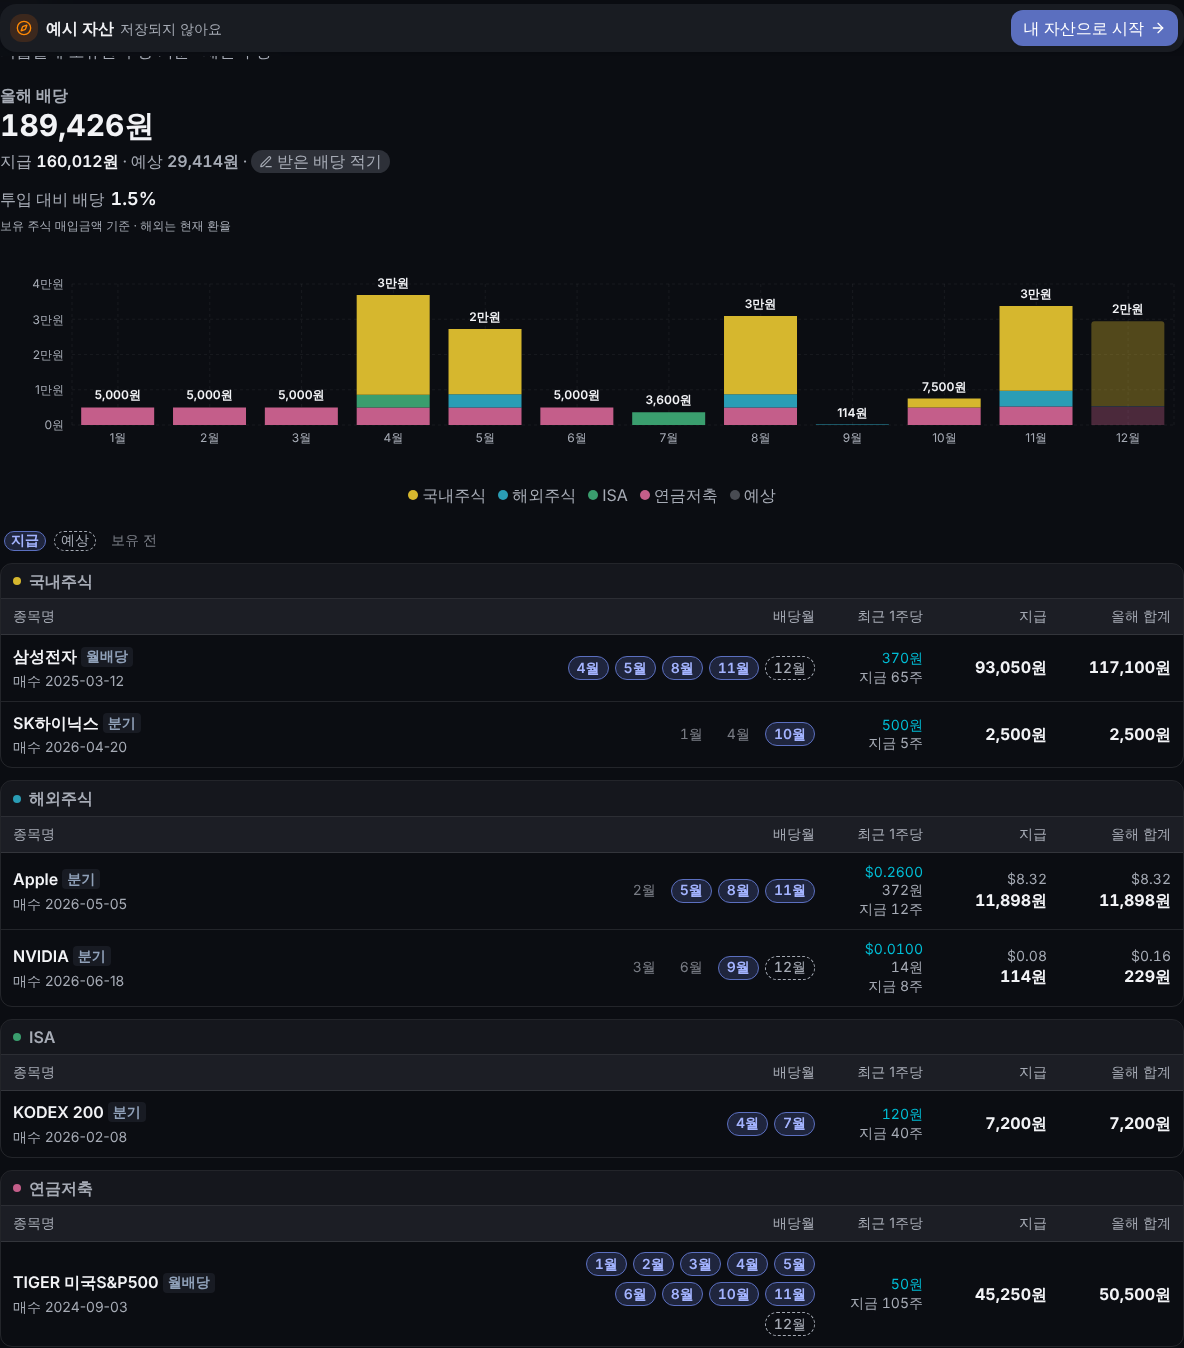 예시 자산 저장되지 않아요
내 자산으로 시작 →
올해 배당
189,426원
지급 160,012원 · 예상 29,414원 · 받은 배당 적기
투입 대비 배당 1.5%
보유 주식 매입금액 기준 · 해외는 현재 환율
4만원
3만원
2만원
1만원
0원
5,000원
5,000원
5,000원
3만원
2만원
5,000원
3,600원
3만원
114원
7,500원
3만원
2만원
1월 2월 3월 4월 5월 6월 7월 8월 9월 10월 11월 12월
국내주식 해외주식 ISA 연금저축 예상
지급 예상 보유 전
국내주식
종목명 배당월 최근 1주당 지급 올해 합계
삼성전자 월배당
매수 2025-03-12
4월 5월 8월 11월 12월
370원
지금 65주
93,050원
117,100원
SK하이닉스 분기
매수 2026-04-20
1월 4월 10월
500원
지금 5주
2,500원
2,500원
해외주식
종목명 배당월 최근 1주당 지급 올해 합계
Apple 분기
매수 2026-05-05
2월 5월 8월 11월
$0.2600
372원
지금 12주
$8.32
11,898원
$8.32
11,898원
NVIDIA 분기
매수 2026-06-18
3월 6월 9월 12월
$0.0100
14원
지금 8주
$0.08
114원
$0.16
229원
ISA
종목명 배당월 최근 1주당 지급 올해 합계
KODEX 200 분기
매수 2026-02-08
4월 7월
120원
지금 40주
7,200원
7,200원
연금저축
종목명 배당월 최근 1주당 지급 올해 합계
TIGER 미국S&P500 월배당
매수 2024-09-03
1월 2월 3월 4월 5월
6월 8월 10월 11월
12월
50원
지금 105주
45,250원
50,500원